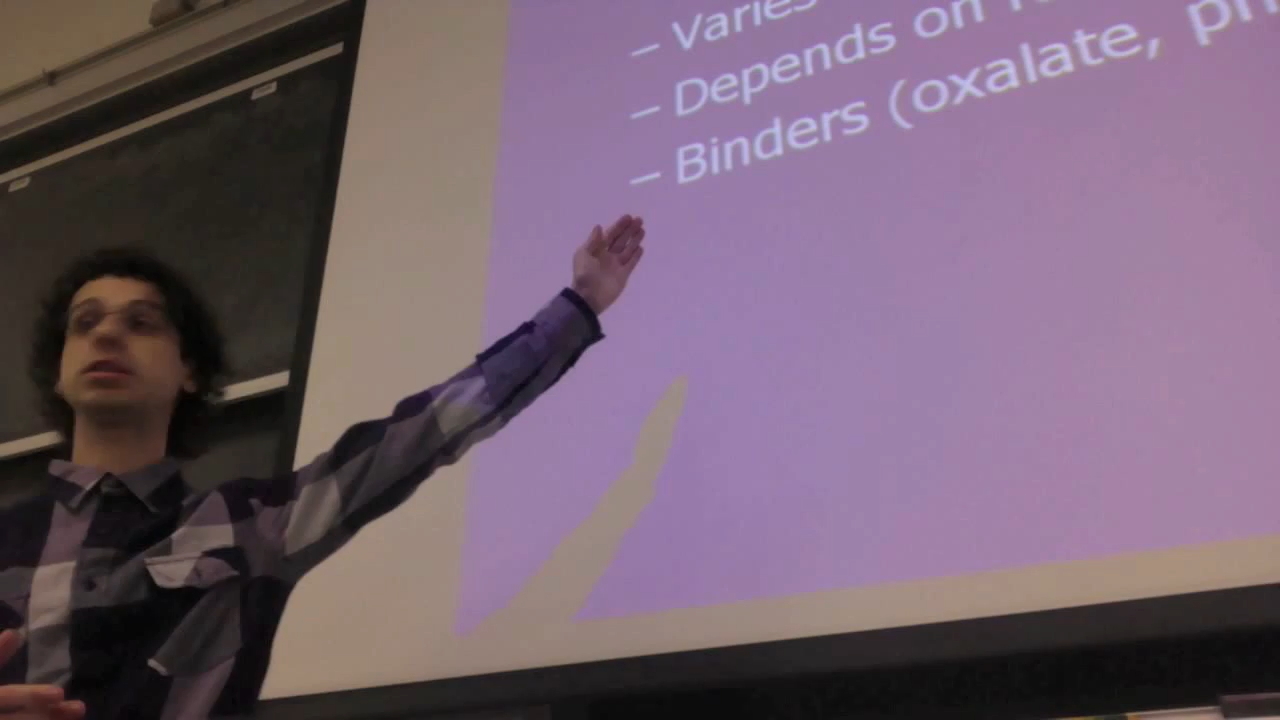 – Varies
– Depends on
– Binders (oxalate,